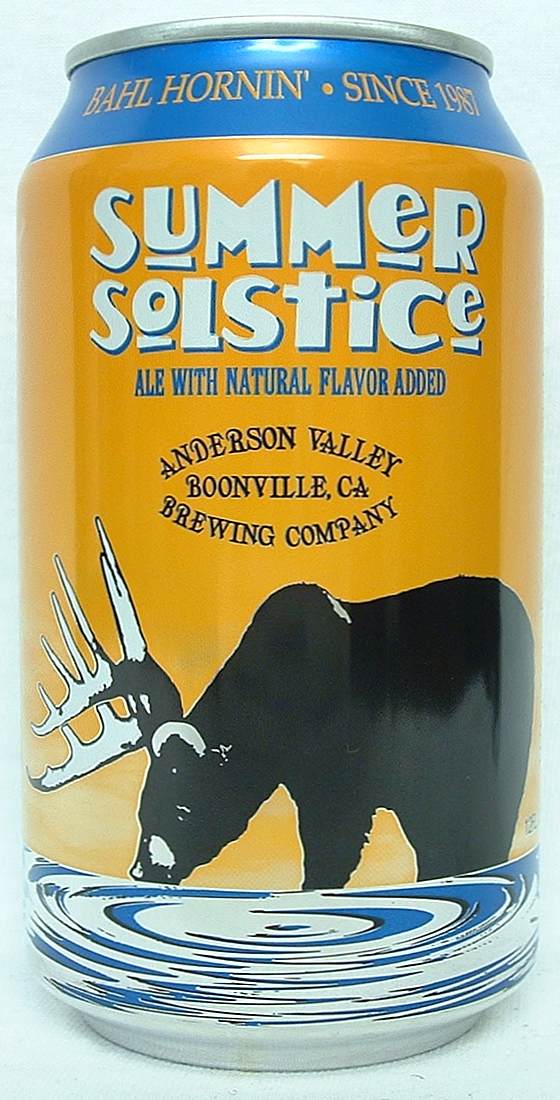 BAHL HORNIN' • SINCE 1987
SUMMER
SOLSTICE
ALE WITH NATURAL FLAVOR ADDED
ANDERSON VALLEY
BOONVILLE, CA
BREWING COMPANY